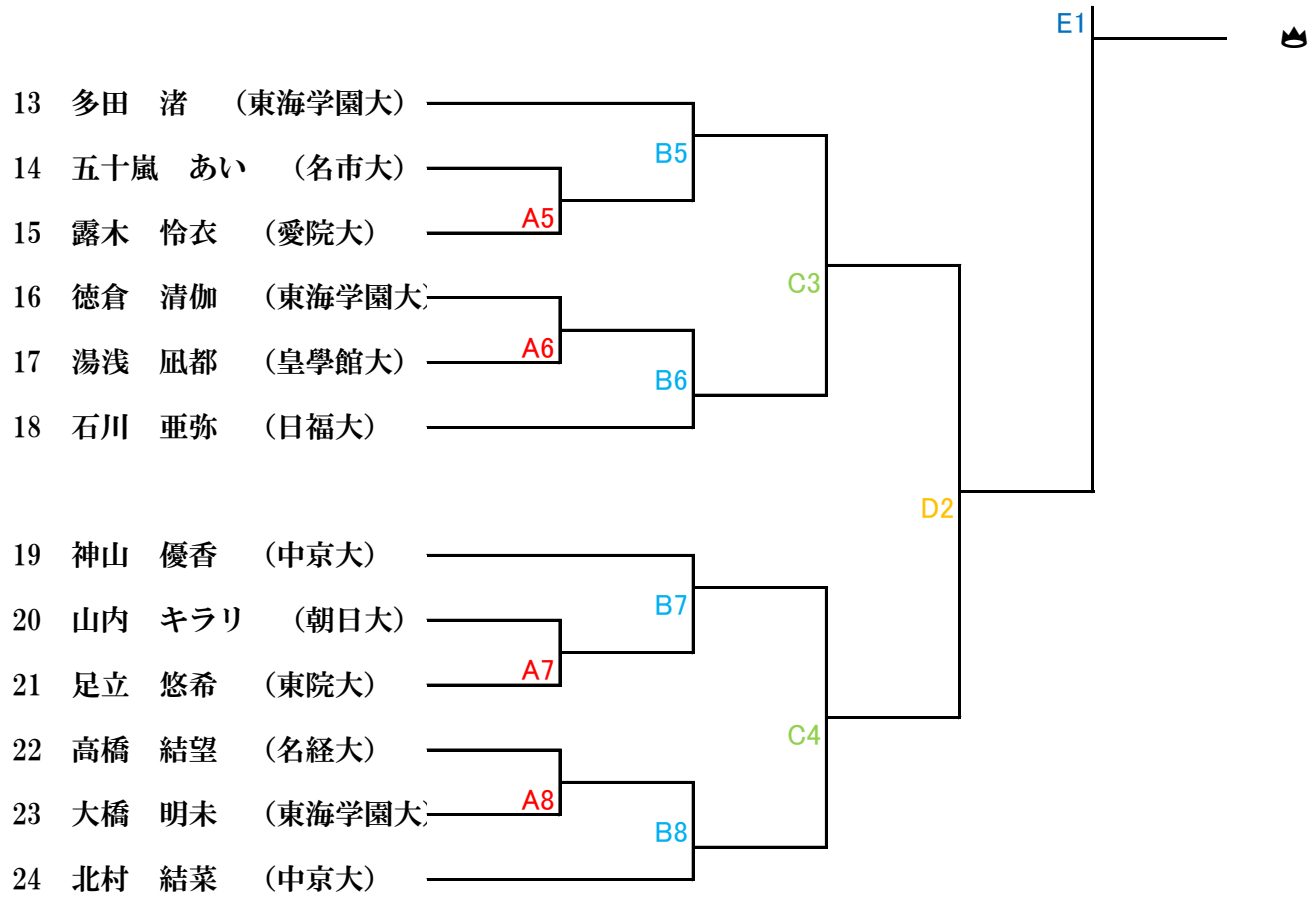 E1
13 多田 渚 （東海学園大）
B5
14 五十嵐 あい （名市大）
A5
15 露木 怜衣 （愛院大）
C3
16 徳倉 清伽 （東海学園大）
A6
17 湯浅 凪都 （皇學館大）
B6
18 石川 亜弥 （日福大）
D2
19 神山 優香 （中京大）
B7
20 山内 キラリ （朝日大）
A7
21 足立 悠希 （東院大）
C4
22 高橋 結望 （名経大）
A8
23 大橋 明未 （東海学園大）
B8
24 北村 結菜 （中京大）